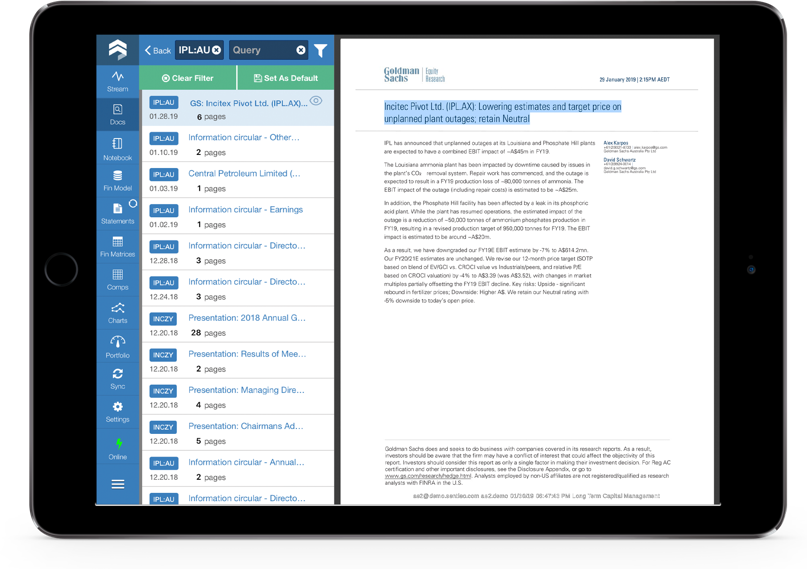 Back IPL:AU Query
Clear Filter Set As Default
Stream
Docs
Notebook
Fin Model
Statements
Fin Matrices
Comps
Charts
Portfolio
Sync
Settings
Online
IPL:AU GS: Incitex Pivot Ltd. (IPL.AX)...
01.28.19 6 pages
IPL:AU Information circular - Other...
01.10.19 2 pages
IPL:AU Central Petroleum Limited (...
01.03.19 1 pages
IPL:AU Information circular - Earnings
01.02.19 1 pages
IPL:AU Information circular - Directo...
12.28.18 3 pages
IPL:AU Information circular - Directo...
12.24.18 3 pages
INCZY Presentation: 2018 Annual G...
12.20.18 28 pages
INCZY Presentation: Results of Mee...
12.20.18 2 pages
INCZY Presentation: Managing Dire...
12.20.18 4 pages
INCZY Presentation: Chairmans Ad...
12.20.18 5 pages
IPL:AU Information circular - Annual...
12.20.18 2 pages
IPL:AU Information circular - Directo...
Goldman Sachs Equity Research
29 January 2019 | 2:15PM AEDT
Incitec Pivot Ltd. (IPL.AX): Lowering estimates and target price on
unplanned plant outages; retain Neutral
IPL has announced that unplanned outages at its Louisiana and Phosphate Hill plants
are expected to have a combined EBIT impact of ~A$45m in FY19.
The Louisiana ammonia plant has been impacted by downtime caused by issues in
the plant's CO₂ removal system. Repair work has commenced, and the outage is
expected to result in a FY19 production loss of ~80,000 tonnes of ammonia. The
EBIT impact of the outage (including repair costs) is estimated to be ~A$25m.
In addition, the Phosphate Hill facility has been affected by a leak in its phosphoric
acid plant. While the plant has resumed operations, the estimated impact of the
outage is a reduction of ~50,000 tonnes of ammonium phosphates production in
FY19, resulting in a revised production target of 950,000 tonnes for FY19. The EBIT
impact is estimated to be around ~A$20m.
As a result, we have downgraded our FY19E EBIT estimate by -7% to A$614.2mn.
Our FY20/21E estimates are unchanged. We revise our 12-month price target (SOTP
based on blend of EV/GCI vs. CROCI value vs Industrials/peers, and relative P/E
based on CROCI valuation) by -4% to A$3.39 (was A$3.52), with changes in market
multiples partially offsetting the FY19 EBIT decline. Key risks: Upside - significant
rebound in fertilizer prices; Downside: Higher A$. We retain our Neutral rating with
-5% downside to today's open price.
Alex Karpos
Goldman Sachs Australia Pty Ltd
David Schwartz
Goldman Sachs Australia Pty Ltd
Goldman Sachs does and seeks to do business with companies covered in its research reports. As a result,
investors should be aware that the firm may have a conflict of interest that could affect the objectivity of this
report. Investors should consider this report as only a single factor in making their investment decision. For Reg AC
certification and other important disclosures, see the Disclosure Appendix, or go to
www.gs.com/research/hedge.html. Analysts employed by non-US affiliates are not registered/qualified as research
analysts with FINRA in the U.S.
Long Term Capital Management